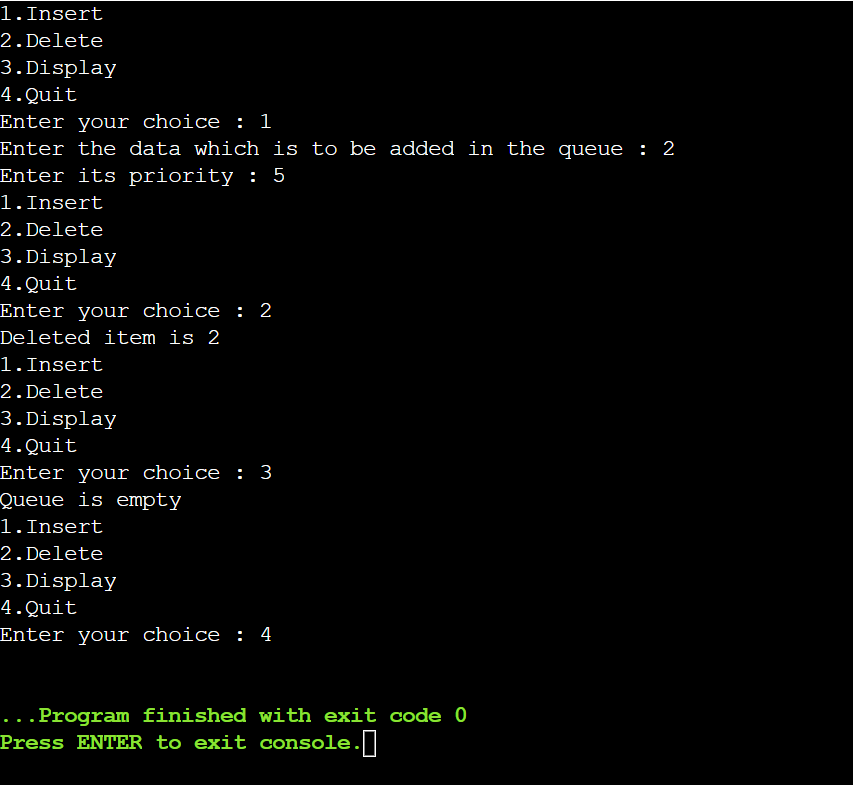 1.Insert
2.Delete
3.Display
4.Quit
Enter your choice : 1
Enter the data which is to be added in the queue : 2
Enter its priority : 5
1.Insert
2.Delete
3.Display
4.Quit
Enter your choice : 2
Deleted item is 2
1.Insert
2.Delete
3.Display
4.Quit
Enter your choice : 3
Queue is empty
1.Insert
2.Delete
3.Display
4.Quit
Enter your choice : 4
...Program finished with exit code 0
Press ENTER to exit console.